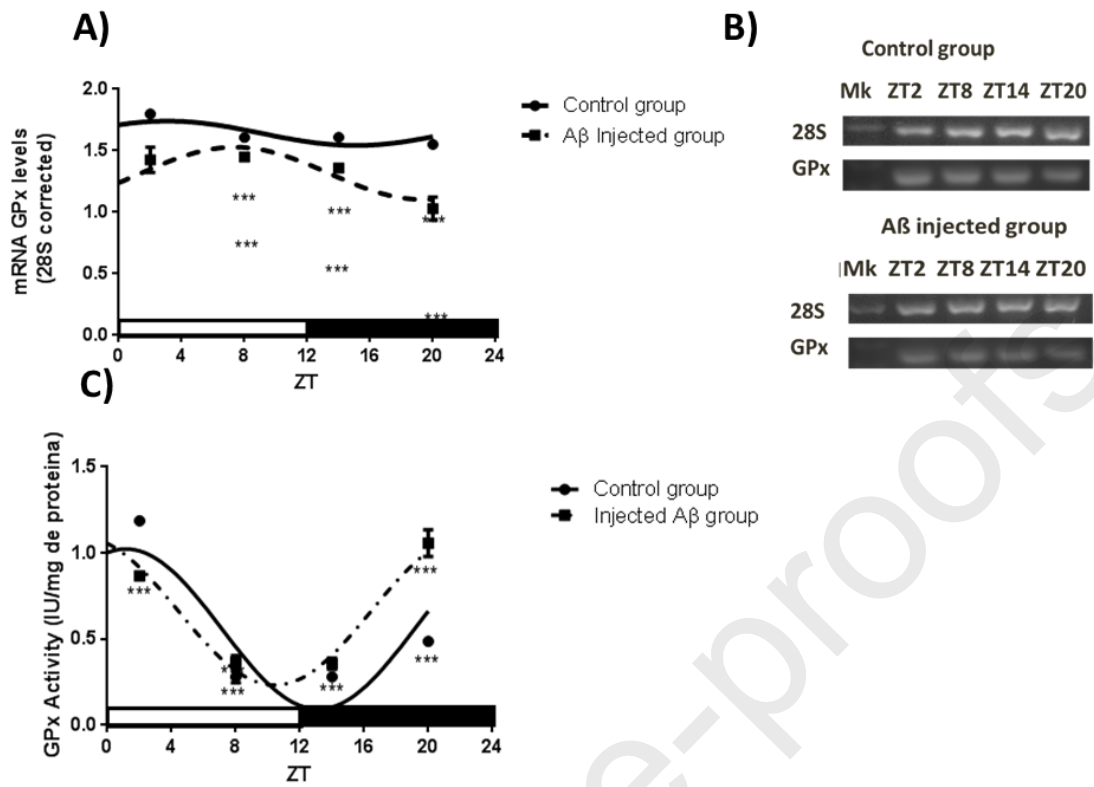 A)
mRNA GPx levels
(28S corrected)
2.0
1.5
1.0
0.5
0.0
***
***
***
***
***
***
0 4 8 12 16 20 24
ZT
Control group
Aβ Injected group
B)
Control group
Mk ZT2 ZT8 ZT14 ZT20
28S
GPx
Aß injected group
Mk ZT2 ZT8 ZT14 ZT20
28S
GPx
C)
GPx Activity (IU/mg de proteina)
1.5
1.0
0.5
0.0
***
***
***
***
***
***
0 4 8 12 16 20 24
ZT
Control group
Injected Aβ group
e-proofs